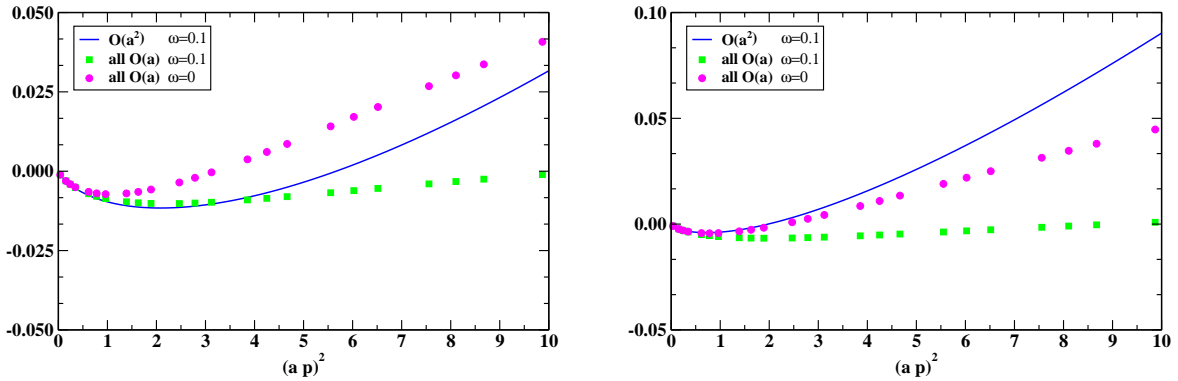 0.050
0.025
0.000
-0.025
-0.050
O(a²) ω=0.1
all O(a) ω=0.1
all O(a) ω=0
0 1 2 3 4 5 6 7 8 9 10
(a p)²
0.10
0.05
0.00
-0.05
O(a²) ω=0.1
all O(a) ω=0.1
all O(a) ω=0
0 1 2 3 4 5 6 7 8 9 10
(a p)²